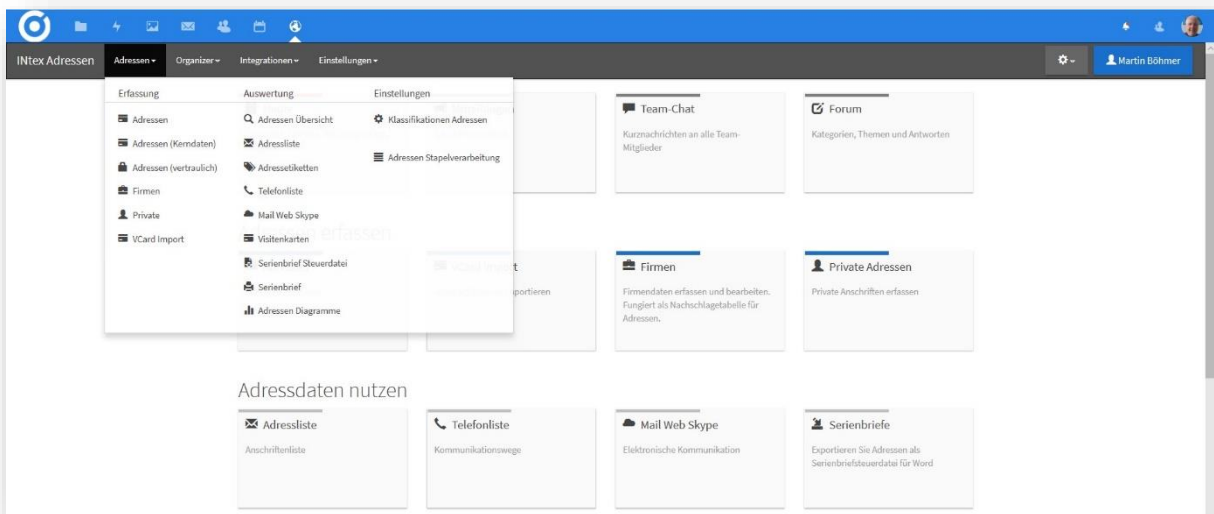 INtex Adressen
Adressen
Organizer
Integrationen
Einstellungen
Martin Böhmer
Erfassung
Adressen
Adressen (Kerndaten)
Adressen (vertraulich)
Firmen
Private
VCard Import
Auswertung
Adressen Übersicht
Adressliste
Adressetiketten
Telefonliste
Mail Web Skype
Visitenkarten
Serienbrief Steuerdatei
Serienbrief
Adressen Diagramme
Einstellungen
Klassifikationen Adressen
Adressen Stapelverarbeitung
Team-Chat
Kurznachrichten an alle Team-
Mitglieder
Forum
Kategorien, Themen und Antworten
erfassen
Firmen
Firmendaten erfassen und bearbeiten.
Fungiert als Nachschlagetabelle für
Adressen.
Private Adressen
Private Anschriften erfassen
Adressdaten nutzen
Adressliste
Anschriftenliste
Telefonliste
Kommunikationswege
Mail Web Skype
Elektronische Kommunikation
Serienbriefe
Exportieren Sie Adressen als
Serienbriefsteuerdatei für Word